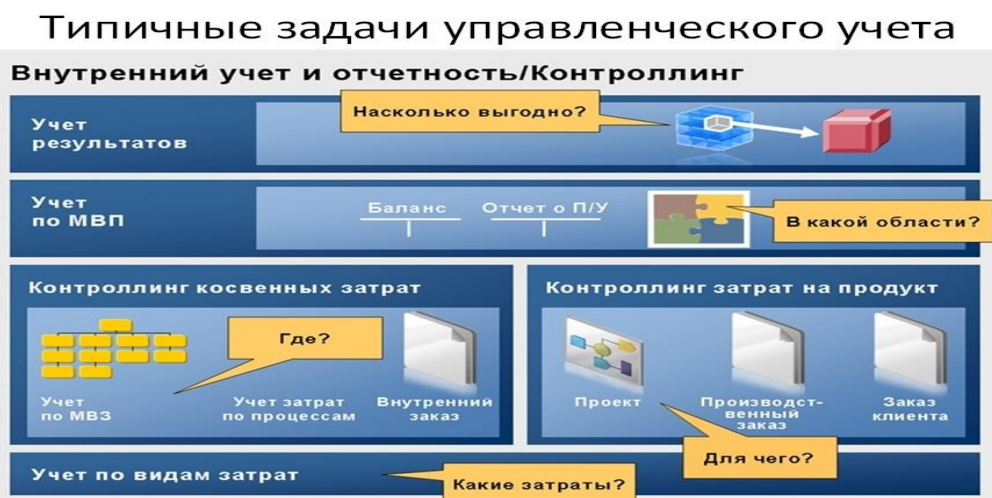 Типичные задачи управленческого учета
Внутренний учет и отчетность/Контроллинг
Учет
результатов
Насколько выгодно?
Учет
по МВП
Баланс
Отчет о П/У
В какой области?
Контроллинг косвенных затрат
Где?
Учет
по МВЗ
Учет затрат
по процессам
Внутренний
заказ
Контроллинг затрат на продукт
Проект
Производст-
венный
заказ
Заказ
клиента
Для чего?
Учет по видам затрат
Какие затраты?